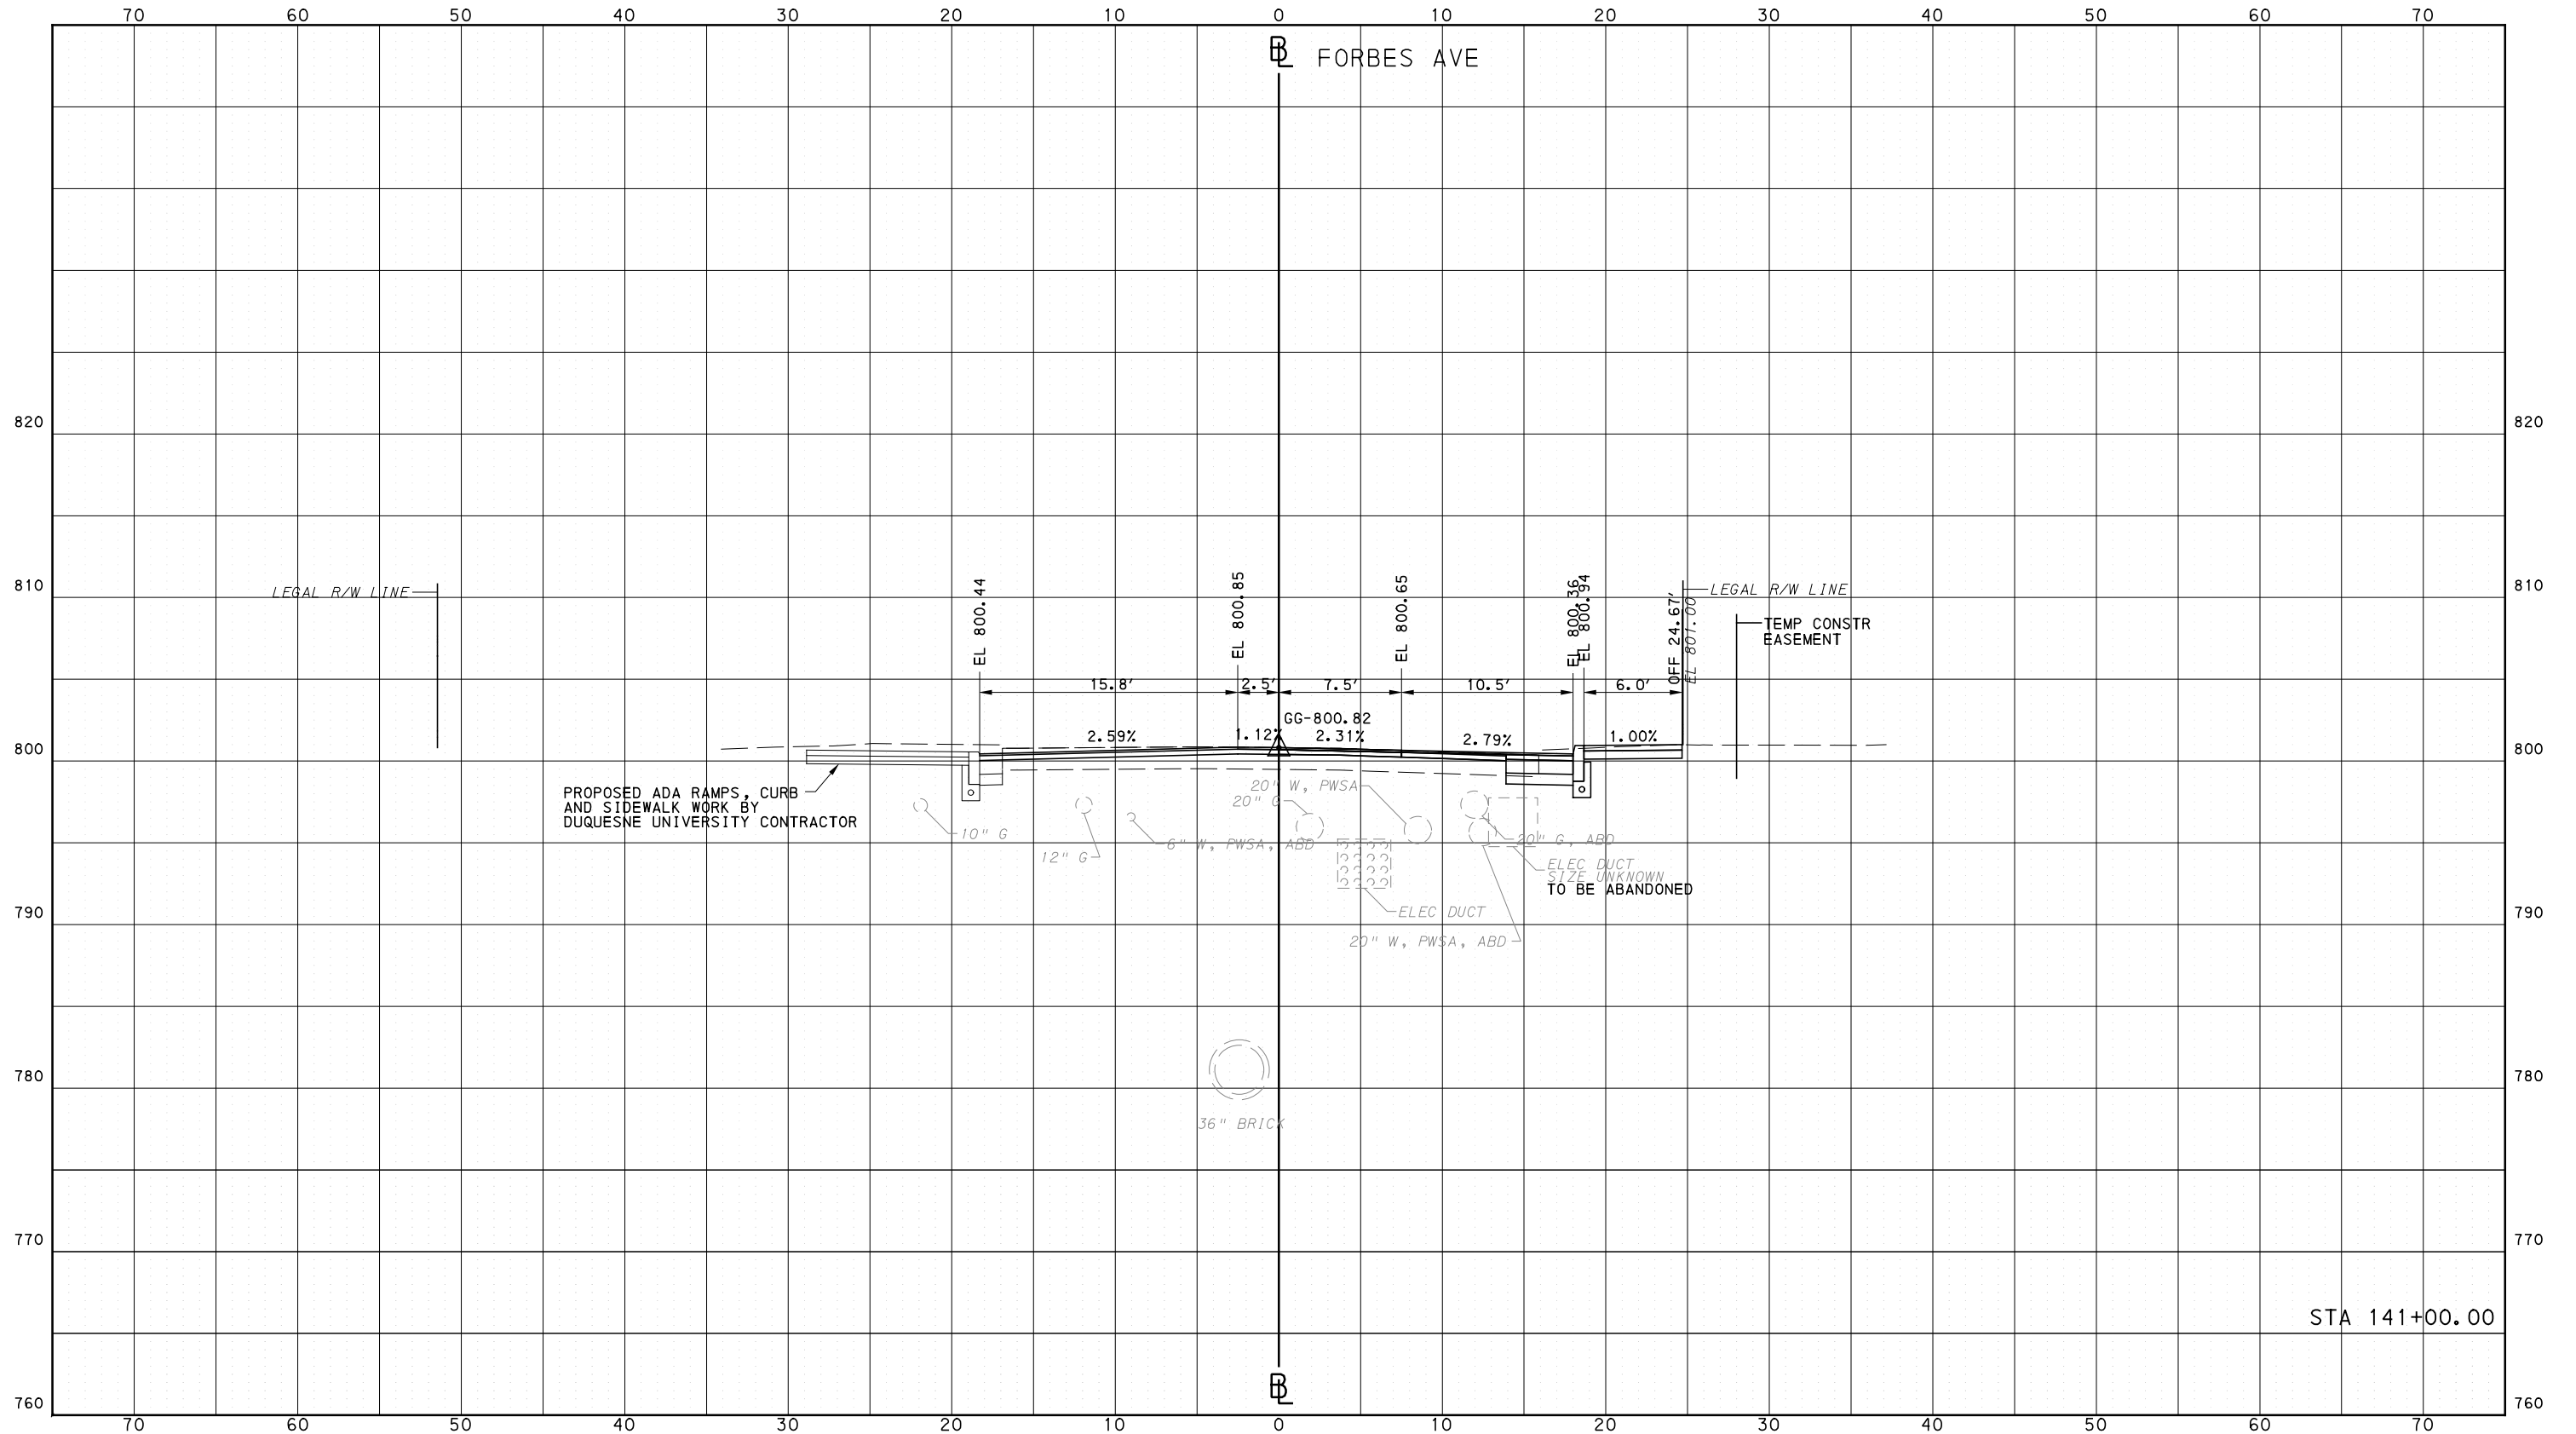 70 60 50 40 30 20 10 0 10 20 30 40 50 60 70
BL FORBES AVE
820 820
810 810
LEGAL R/W LINE
EL 800.44
EL 800.85
EL 800.65
EL 800.36
EL 800.94
OFF 24.67'
EL 801.00
LEGAL R/W LINE
TEMP CONSTR
EASEMENT
15.8' 2.5' 7.5' 10.5' 6.0'
GG-800.82
2.59% 1.12% 2.31% 2.79% 1.00%
800 800
PROPOSED ADA RAMPS, CURB
AND SIDEWALK WORK BY
DUQUESNE UNIVERSITY CONTRACTOR
20" W, PWSA
20" G
10" G
12" G
6" W, PWSA, ABD
20" G, ABD
ELEC DUCT
SIZE UNKNOWN
TO BE ABANDONED
ELEC DUCT
20" W, PWSA, ABD
790 790
780 780
36" BRICK
770 770
STA 141+00.00
BL
760 760
70 60 50 40 30 20 10 0 10 20 30 40 50 60 70